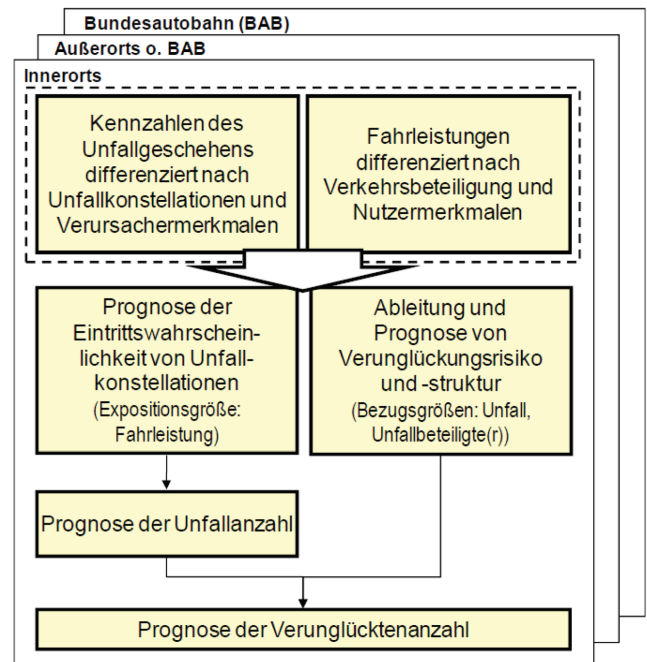 Bundesautobahn (BAB)
Außerorts o. BAB
Innerorts
Kennzahlen des
Unfallgeschehens
differenziert nach
Unfallkonstellationen und
Verursachermerkmalen
Fahrleistungen
differenziert nach
Verkehrsbeteiligung und
Nutzermerkmalen
Prognose der
Eintrittswahrschein-
lichkeit von Unfall-
konstellationen
(Expositionsgröße:
Fahrleistung)
Ableitung und
Prognose von
Verunglückungsrisiko
und -struktur
(Bezugsgrößen: Unfall,
Unfallbeteiligte(r))
Prognose der Unfallanzahl
Prognose der Verunglücktenanzahl